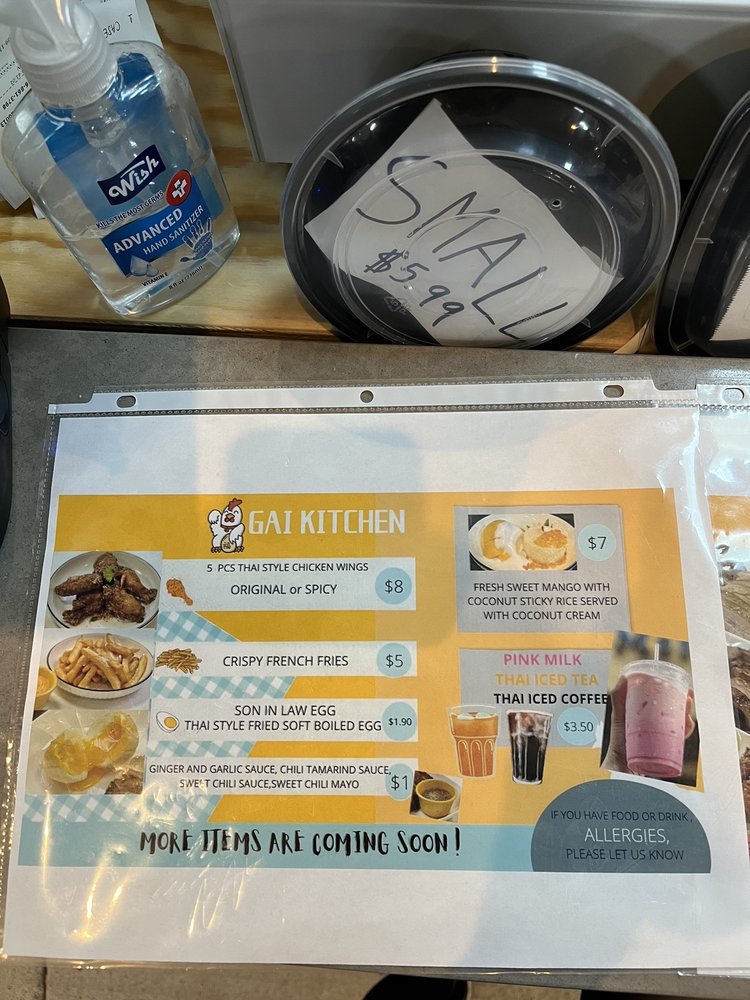 Wish
KILLS THE MOST GERMS
ADVANCED
HAND SANITIZER
VITAMIN E
SMALL
$5.99
GAI KITCHEN
5 PCS THAI STYLE CHICKEN WINGS
ORIGINAL or SPICY
$8
CRISPY FRENCH FRIES
$5
SON IN LAW EGG
THAI STYLE FRIED SOFT BOILED EGG
$1.90
GINGER AND GARLIC SAUCE, CHILI TAMARIND SAUCE,
SWEET CHILI SAUCE,SWEET CHILI MAYO
$1
$7
FRESH SWEET MANGO WITH
COCONUT STICKY RICE SERVED
WITH COCONUT CREAM
PINK MILK
THAI ICED TEA
THAI ICED COFFEE
$3.50
MORE ITEMS ARE COMING SOON!
IF YOU HAVE FOOD OR DRINK,
ALLERGIES,
PLEASE LET US KNOW